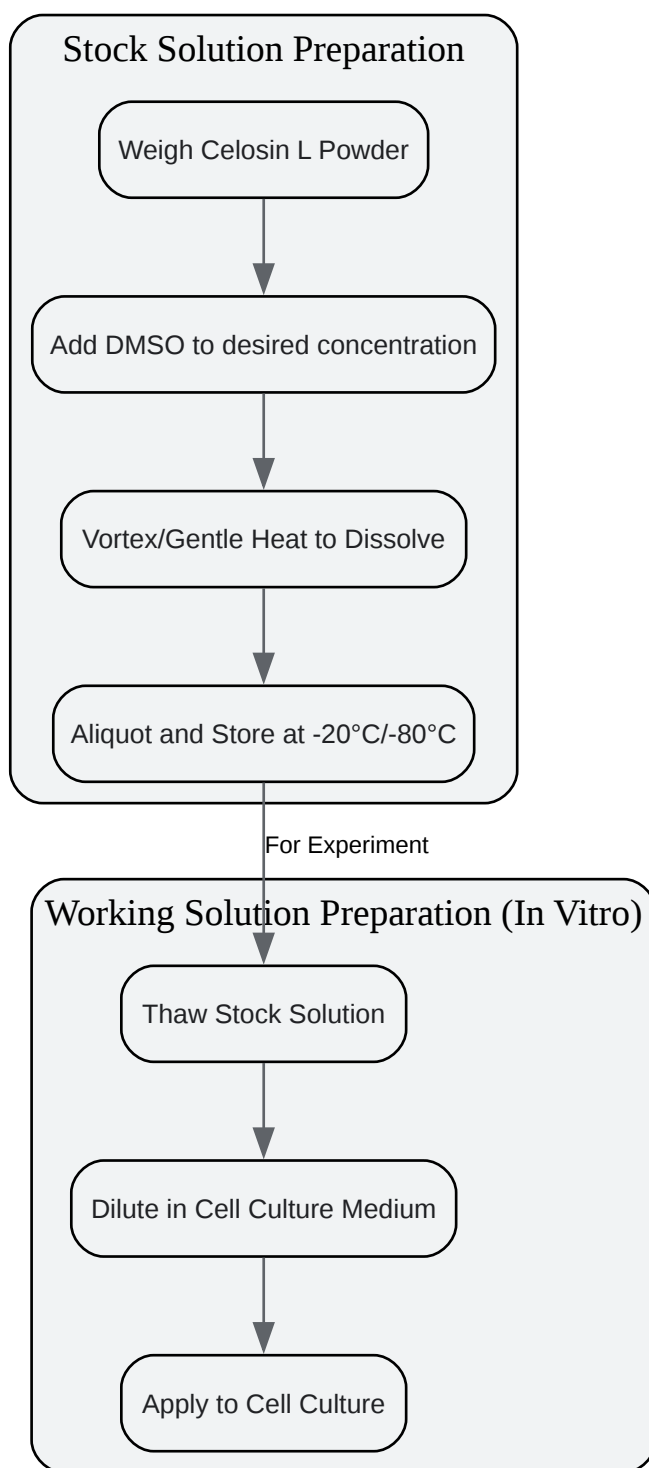 Stock Solution Preparation
Weigh Celosin L Powder
Add DMSO to desired concentration
Vortex/Gentle Heat to Dissolve
Aliquot and Store at -20°C/-80°C
For Experiment
Working Solution Preparation (In Vitro)
Thaw Stock Solution
Dilute in Cell Culture Medium
Apply to Cell Culture